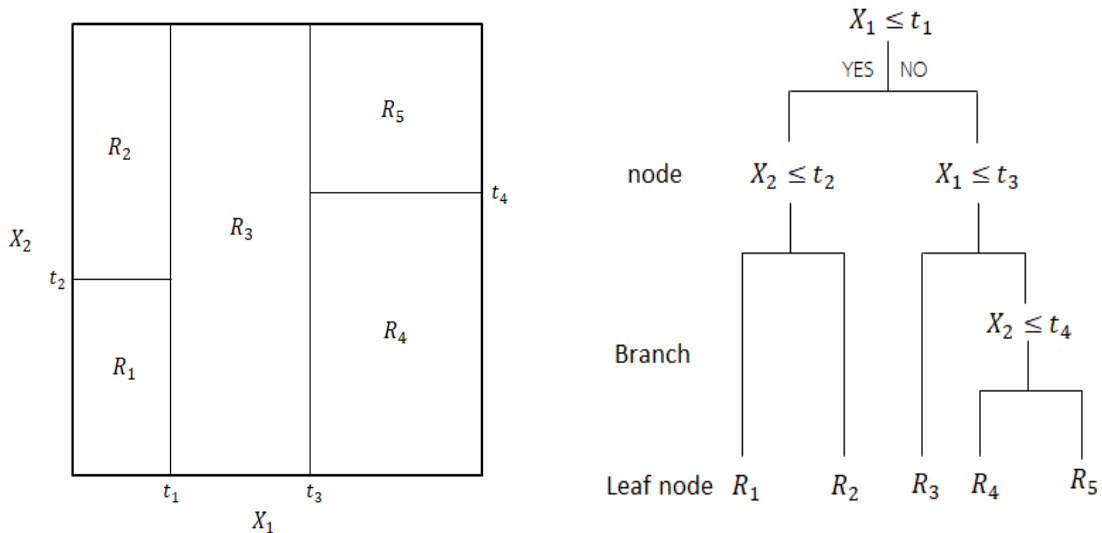 R₂
R₅
t₄
R₃
X₂
t₂
R₄
R₁
t₁
t₃
X₁
X₁ ≤ t₁
YES NO
node X₂ ≤ t₂ X₁ ≤ t₃
X₂ ≤ t₄
Branch
Leaf node R₁ R₂ R₃ R₄ R₅